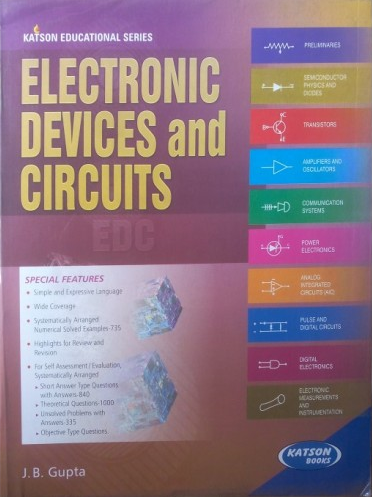 KATSON EDUCATIONAL SERIES
ELECTRONIC
DEVICES and
CIRCUITS
EDC
SPECIAL FEATURES
• Simple and Expressive Language
• Wide Coverage
• Systematically Arranged
Numerical Solved Examples-735
• Highlights for Review and
Revision
• For Self Assessment/Evaluation,
Systematically Arranged
▸ Short Answer Type Questions
with Answers-840
▸ Theoretical Questions-1000
▸ Unsolved Problems with
Answers-335
▸ Objective Type Questions
J.B. Gupta
PRELIMINARIES
SEMICONDUCTOR
PHYSICS AND
DIODES
TRANSISTORS
AMPLIFIERS AND
OSCILLATORS
COMMUNICATION
SYSTEMS
POWER
ELECTRONICS
ANALOG
INTEGRATED
CIRCUITS (AIC)
PULSE AND
DIGITAL CIRCUITS
DIGITAL
ELECTRONICS
ELECTRONIC
MEASUREMENTS
AND
INSTRUMENTATION
KATSON
BOOKS